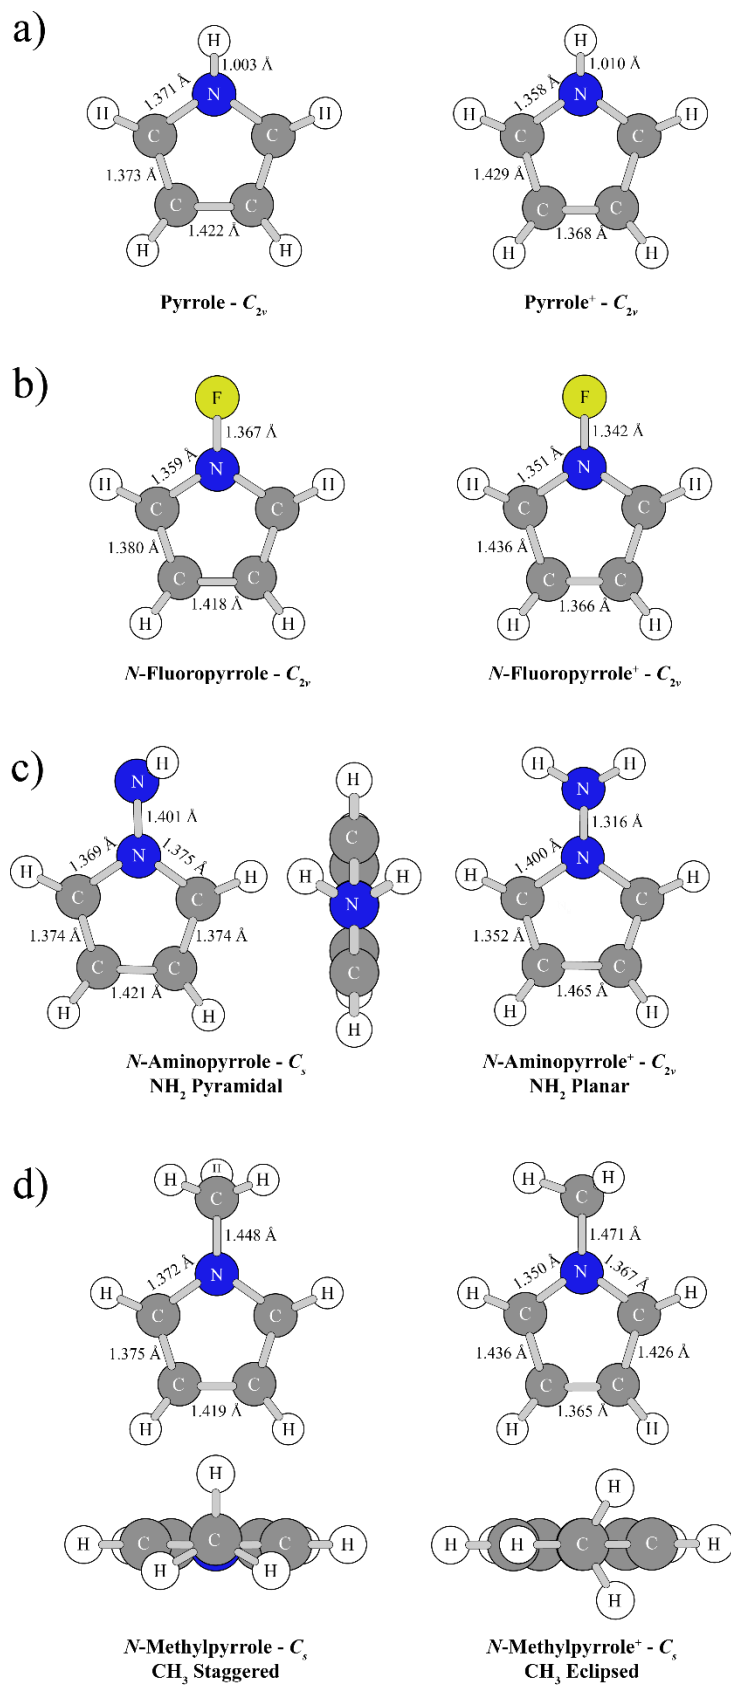 a)
H
H
1.003 Å
1.010 Å
1.371 Å
N
1.358 Å
N
H
H
H
H
C
C
C
C
1.373 Å
1.429 Å
C
C
C
C
1.422 Å
1.368 Å
H
H
H
H
Pyrrole - C2v
Pyrrole+ - C2v
b)
F
F
1.367 Å
1.342 Å
1.359 Å
N
1.351 Å
N
H
H
H
H
C
C
C
C
1.380 Å
1.436 Å
C
C
C
C
1.418 Å
1.366 Å
H
H
H
H
N-Fluoropyrrole - C2v
N-Fluoropyrrole+ - C2v
c)
N
H
H
H
H
N
1.401 Å
1.316 Å
1.369 Å
N
1.375 Å
C
1.400 Å
N
H
H
H
H
H
H
C
C
N
C
C
1.374 Å
1.374 Å
1.352 Å
C
C
C
C
C
1.421 Å
1.465 Å
H
H
H
H
H
N-Aminopyrrole - Cs
NH2 Pyramidal
N-Aminopyrrole+ - C2v
NH2 Planar
d)
H
H
H
C
H
H
C
1.448 Å
1.471 Å
1.372 Å
N
1.350 Å
N
1.367 Å
H
H
H
H
C
C
C
C
1.375 Å
1.436 Å
1.426 Å
C
C
C
C
1.419 Å
1.365 Å
H
H
H
H
H
H
H
C
C
C
H
H
H
C
C
H
H
H
H
N-Methylpyrrole - Cs
CH3 Staggered
N-Methylpyrrole+ - Cs
CH3 Eclipsed